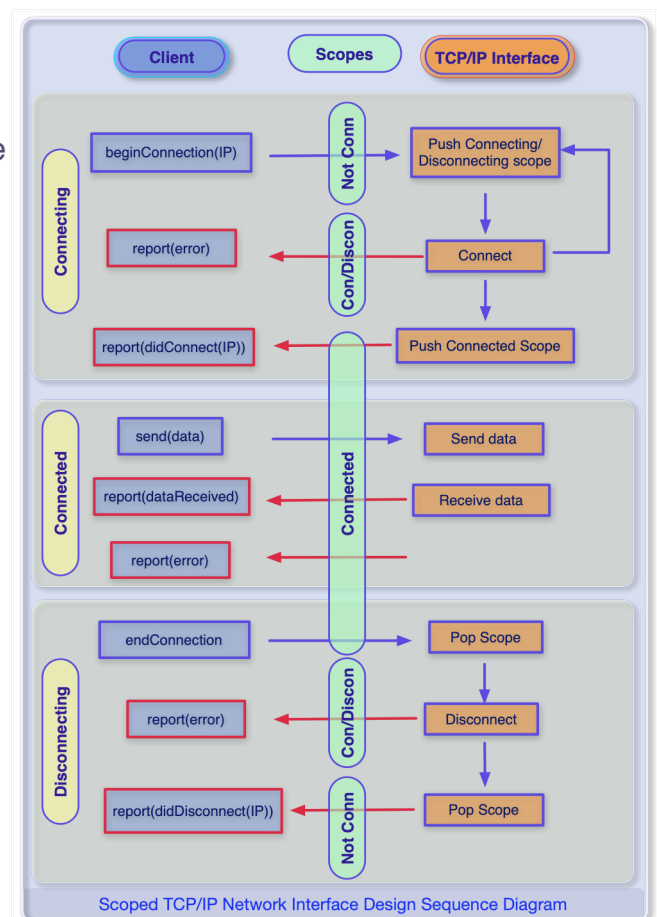 Client
Scopes
TCP/IP Interface
Connecting
beginConnection(IP)
Not Conn
Push Connecting/
Disconnecting scope
report(error)
Con/Discon
Connect
report(didConnect(IP))
Push Connected Scope
Connected
send(data)
Connected
Send data
report(dataReceived)
Receive data
report(error)
Disconnecting
endConnection
Pop Scope
report(error)
Con/Discon
Disconnect
report(didDisconnect(IP))
Not Conn
Pop Scope
Scoped TCP/IP Network Interface Design Sequence Diagram